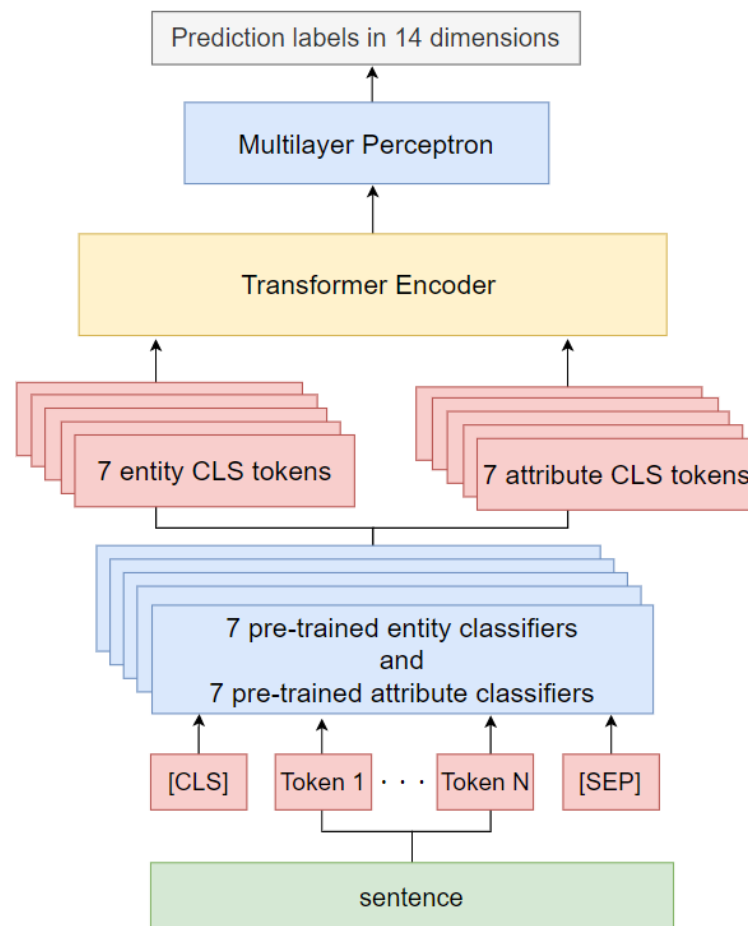 Prediction labels in 14 dimensions
Multilayer Perceptron
Transformer Encoder
7 entity CLS tokens
7 attribute CLS tokens
7 pre-trained entity classifiers
and
7 pre-trained attribute classifiers
[CLS] Token 1 · · · Token N [SEP]
sentence